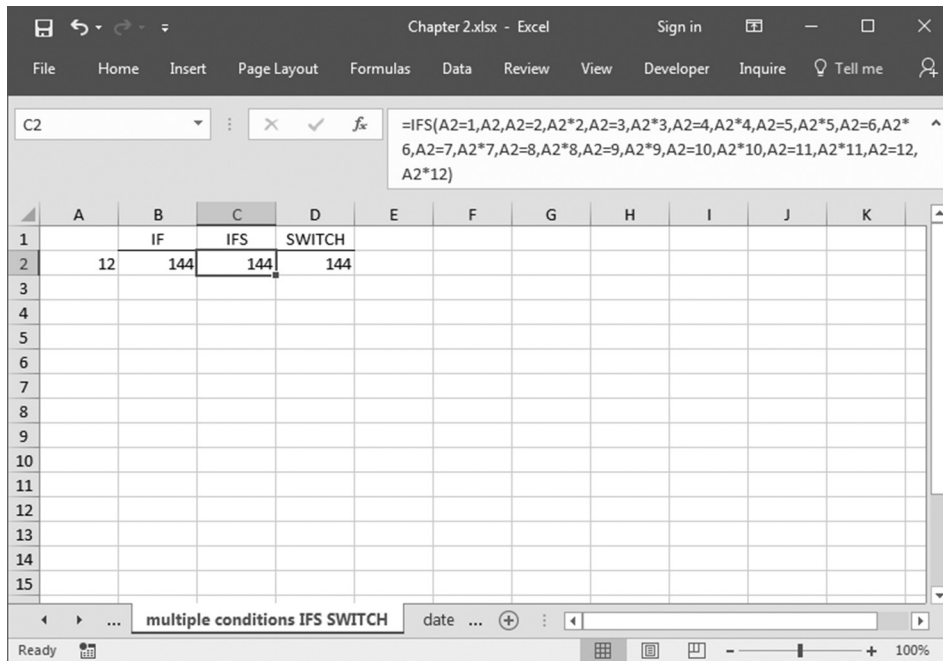 Chapter 2.xlsx - Excel Sign in
File Home Insert Page Layout Formulas Data Review View Developer Inquire Tell me
C2 fx =IFS(A2=1,A2,A2=2,A2*2,A2=3,A2*3,A2=4,A2*4,A2=5,A2*5,A2=6,A2*
6,A2=7,A2*7,A2=8,A2*8,A2=9,A2*9,A2=10,A2*10,A2=11,A2*11,A2=12,
A2*12)
A B C D E F G H I J K
1 IF IFS SWITCH
2 12 144 144 144
3
4
5
6
7
8
9
10
11
12
13
14
15
... multiple conditions IFS SWITCH date ...
Ready 100%